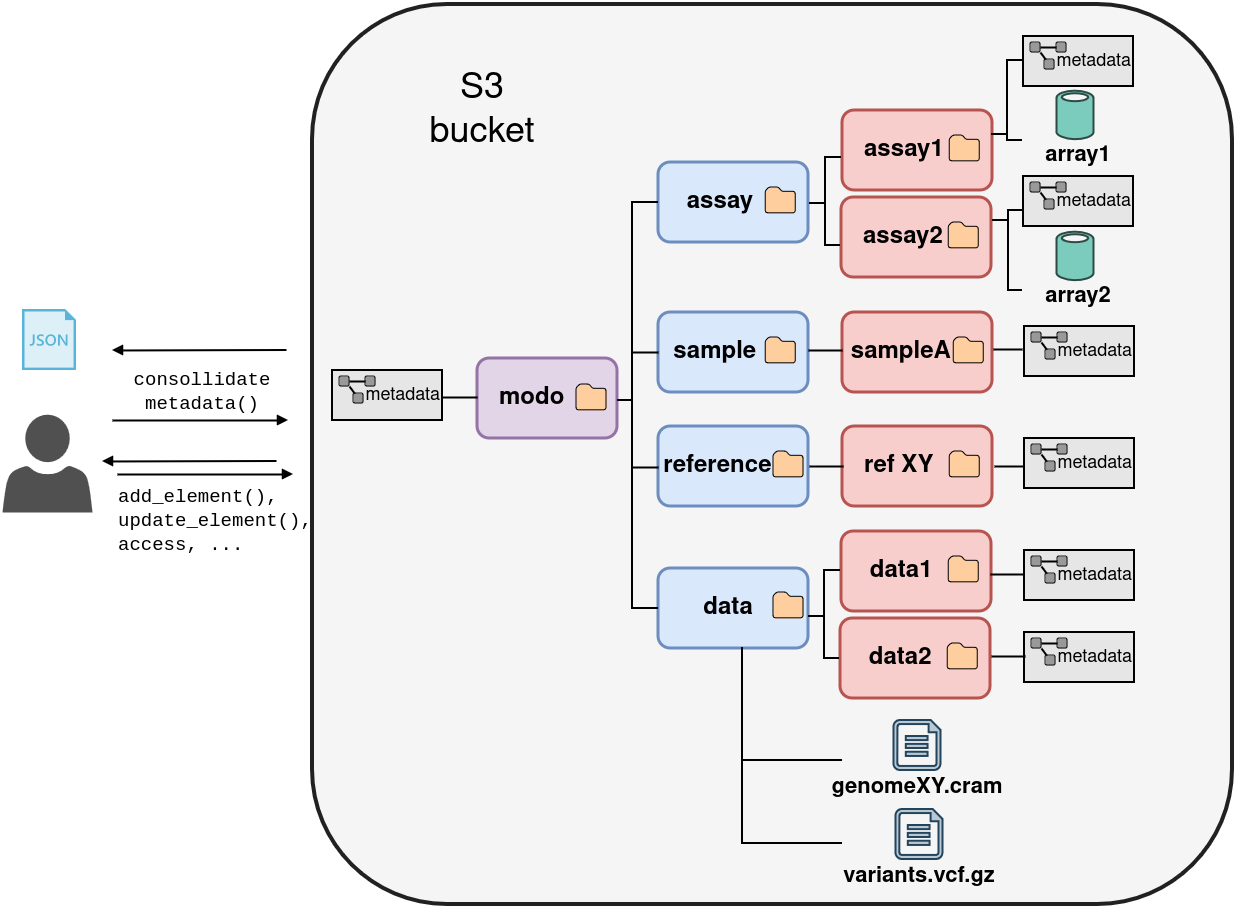 S3
bucket
metadata
array1
assay1
assay
metadata
assay2
array2
JSON
sample
sampleA
metadata
consollidate
metadata()
metadata
modo
reference
ref XY
metadata
add_element(),
update_element(),
access, ...
data1
metadata
data
data2
metadata
genomeXY.cram
variants.vcf.gz